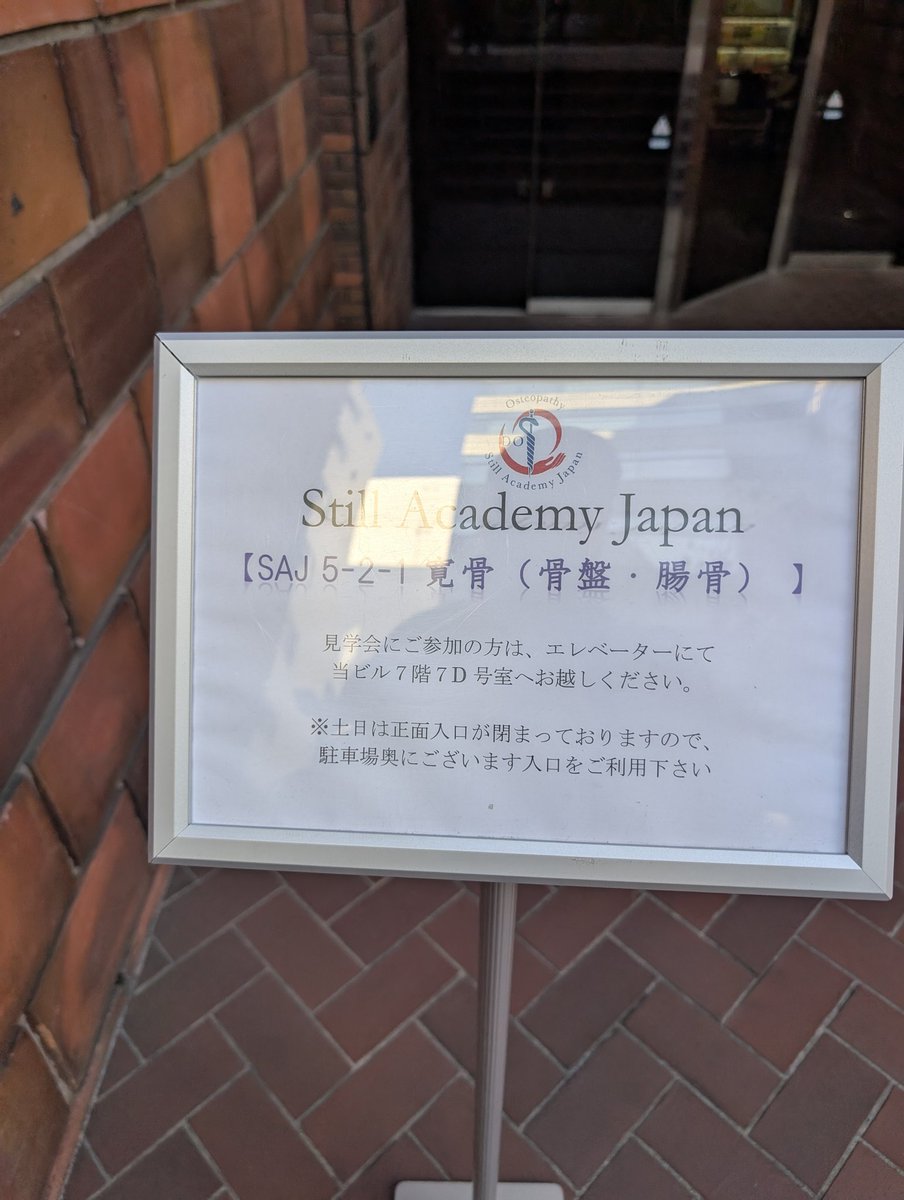 Osteopathy
DO
Still Academy Japan
Still Academy Japan
【SAJ 5-2-1 寛骨（骨盤・腸骨） 】
見学会にご参加の方は、エレベーターにて
当ビル７階７D 号室へお越しください。
※土日は正面入口が閉まっておりますので、
駐車場奥にございます入口をご利用下さい